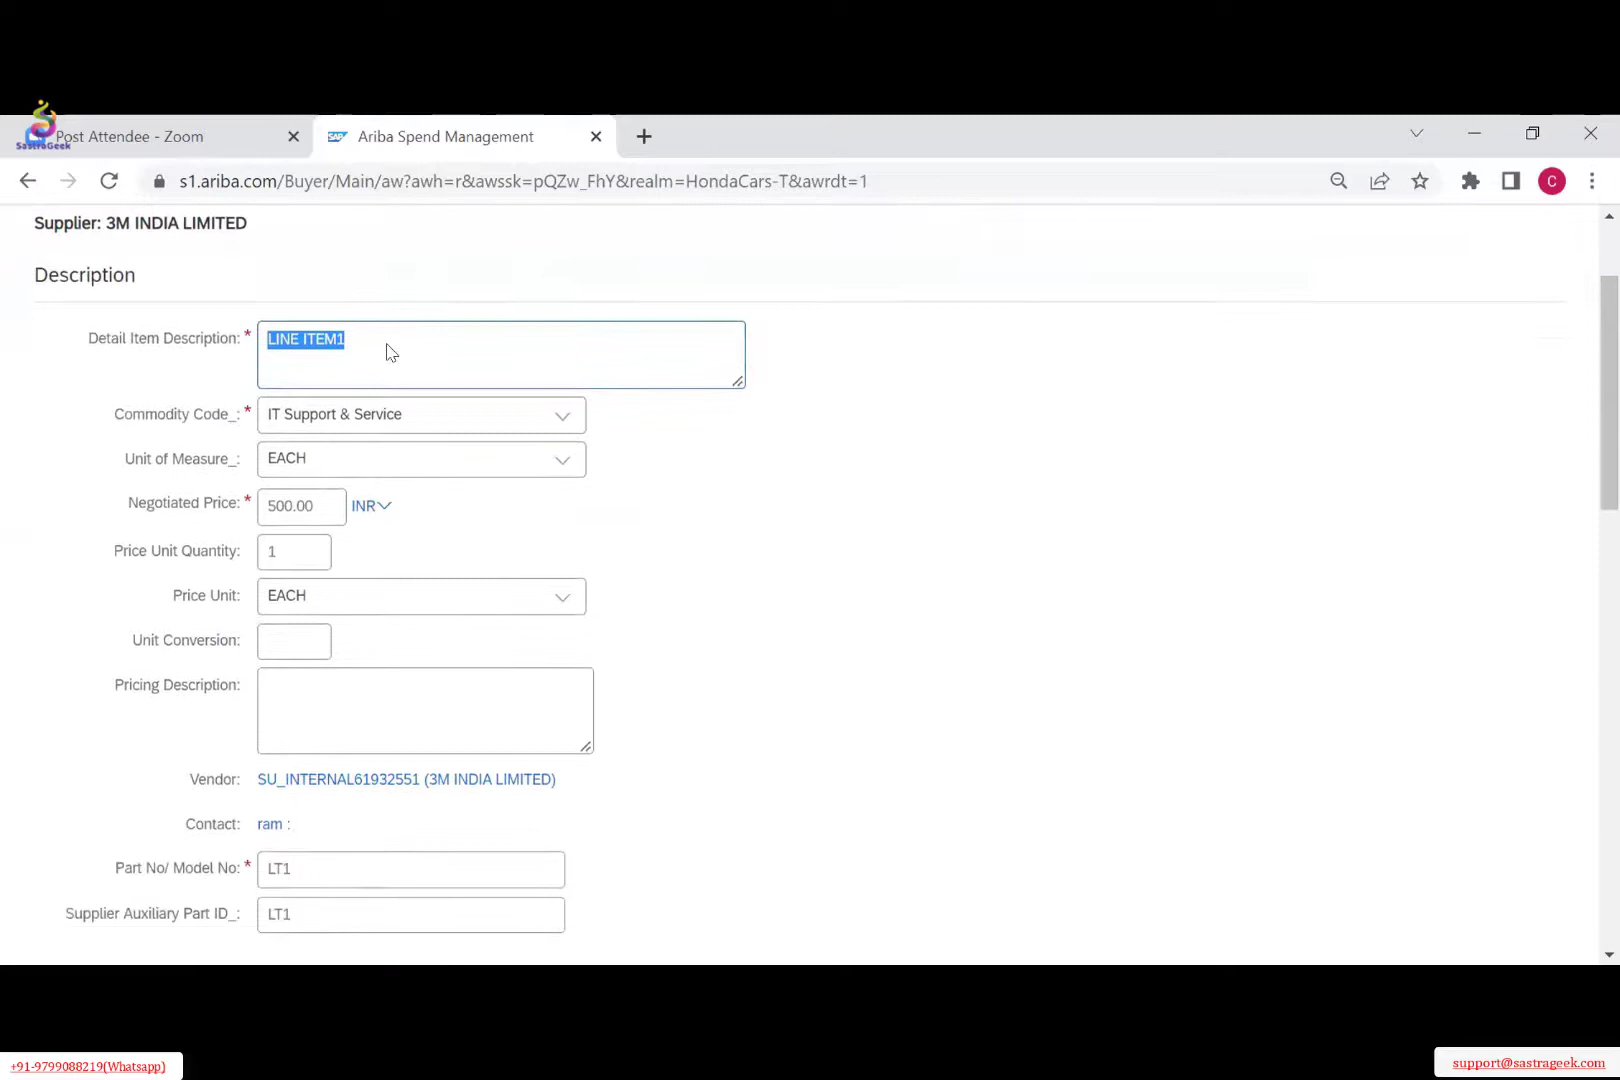 SastraGeek
Post Attendee - Zoom
SAP
Ariba Spend Management
s1.ariba.com/Buyer/Main/aw?awh=r&awssk=pQZw_FhY&realm=HondaCars-T&awrdt=1
C
Supplier: 3M INDIA LIMITED
Description
Detail Item Description: * LINE ITEM1
Commodity Code_: * IT Support & Service
Unit of Measure_: EACH
Negotiated Price: * 500.00 INR
Price Unit Quantity: 1
Price Unit: EACH
Unit Conversion:
Pricing Description:
Vendor: SU_INTERNAL61932551 (3M INDIA LIMITED)
Contact: ram :
Part No/ Model No: * LT1
Supplier Auxiliary Part ID_: LT1
+91-9799088219(Whatsapp)
support@sastrageek.com